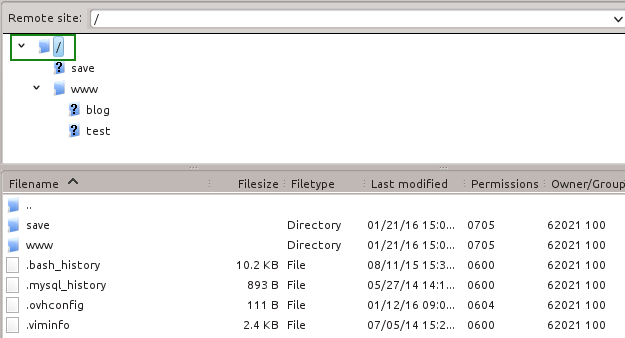 Remote site: /
/
save
www
blog
test
Filename Filesize Filetype Last modified Permissions Owner/Group
..
save Directory 01/21/16 15:0... 0705 62021 100
www Directory 01/21/16 15:0... 0705 62021 100
.bash_history 10.2 KB File 08/11/15 15:3... 0600 62021 100
.mysql_history 893 B File 05/27/14 14:1... 0600 62021 100
.ovhconfig 111 B File 01/12/16 09:0... 0604 62021 100
.viminfo 2.4 KB File 07/05/14 15:2... 0600 62021 100